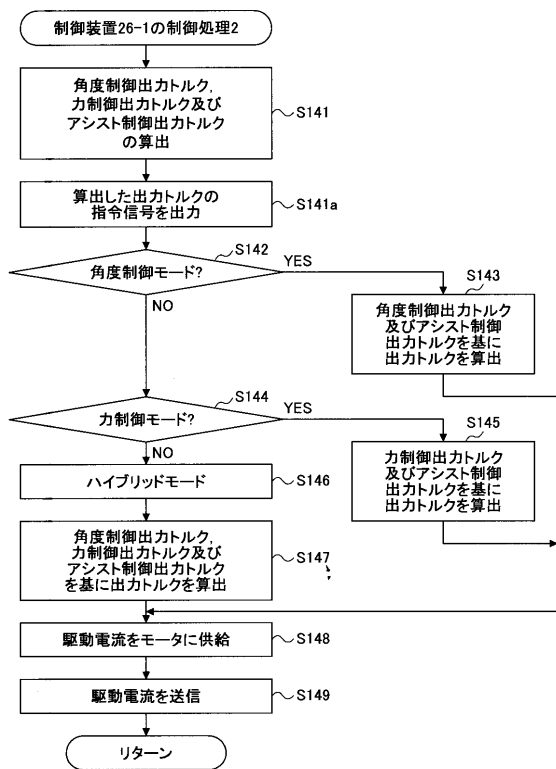 制御装置26-1の制御処理2
角度制御出力トルク,
力制御出力トルク及び
アシスト制御出力トルク
の算出
S141
算出した出力トルクの
指令信号を出力
S141a
S142
角度制御モード?
YES
NO
S143
角度制御出力トルク
及びアシスト制御
出力トルクを基に
出力トルクを算出
S144
力制御モード?
YES
NO
S145
力制御出力トルク
及びアシスト制御
出力トルクを基に
出力トルクを算出
ハイブリッドモード
S146
角度制御出力トルク,
力制御出力トルク及び
アシスト制御出力トルク
を基に出力トルクを算出
S147
駆動電流をモータに供給
S148
駆動電流を送信
S149
リターン